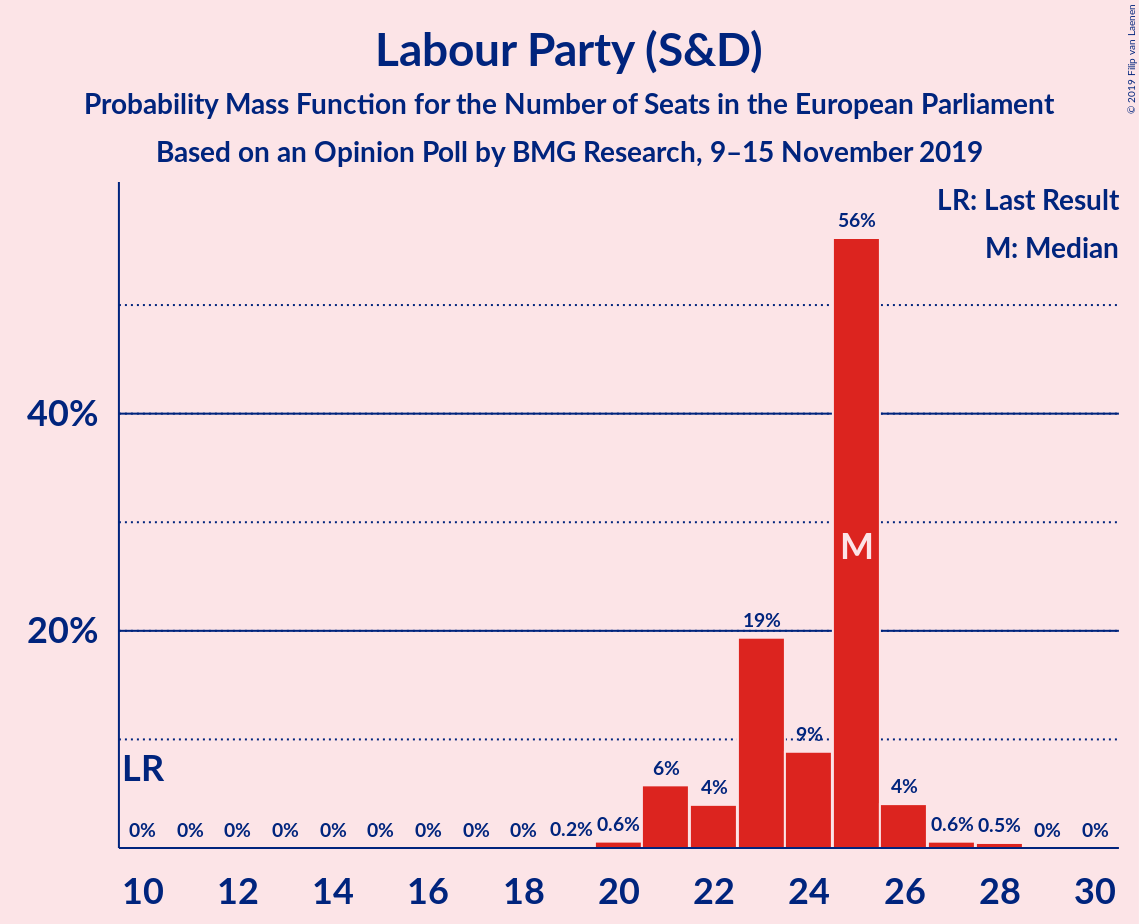 Labour Party (S&D)
Probability Mass Function for the Number of Seats in the European Parliament
Based on an Opinion Poll by BMG Research, 9–15 November 2019
© 2019 Filip van Laenen
LR: Last Result
M: Median
56%
40%
M
20%
19%
9%
LR
6%
4%
4%
0% 0% 0% 0% 0% 0% 0% 0% 0% 0.2% 0.6% 0.6% 0.5% 0% 0%
10 12 14 16 18 20 22 24 26 28 30